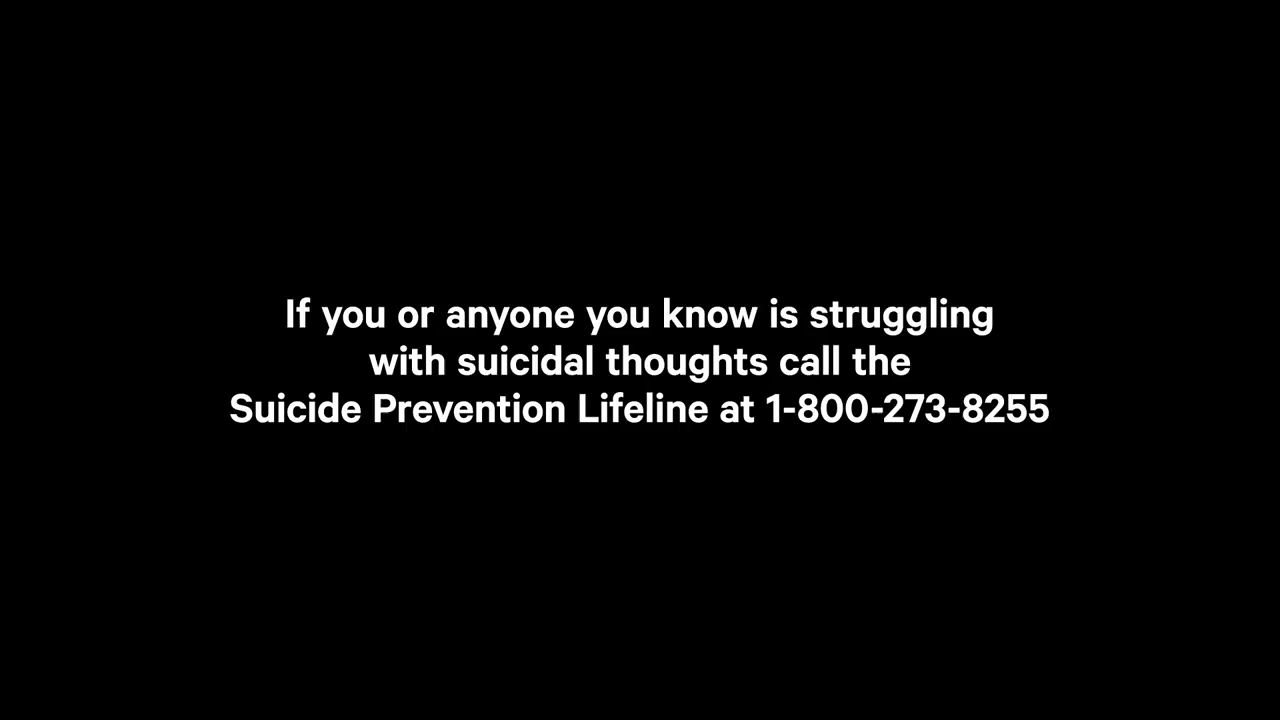 If you or anyone you know is struggling
with suicidal thoughts call the
Suicide Prevention Lifeline at 1-800-273-8255